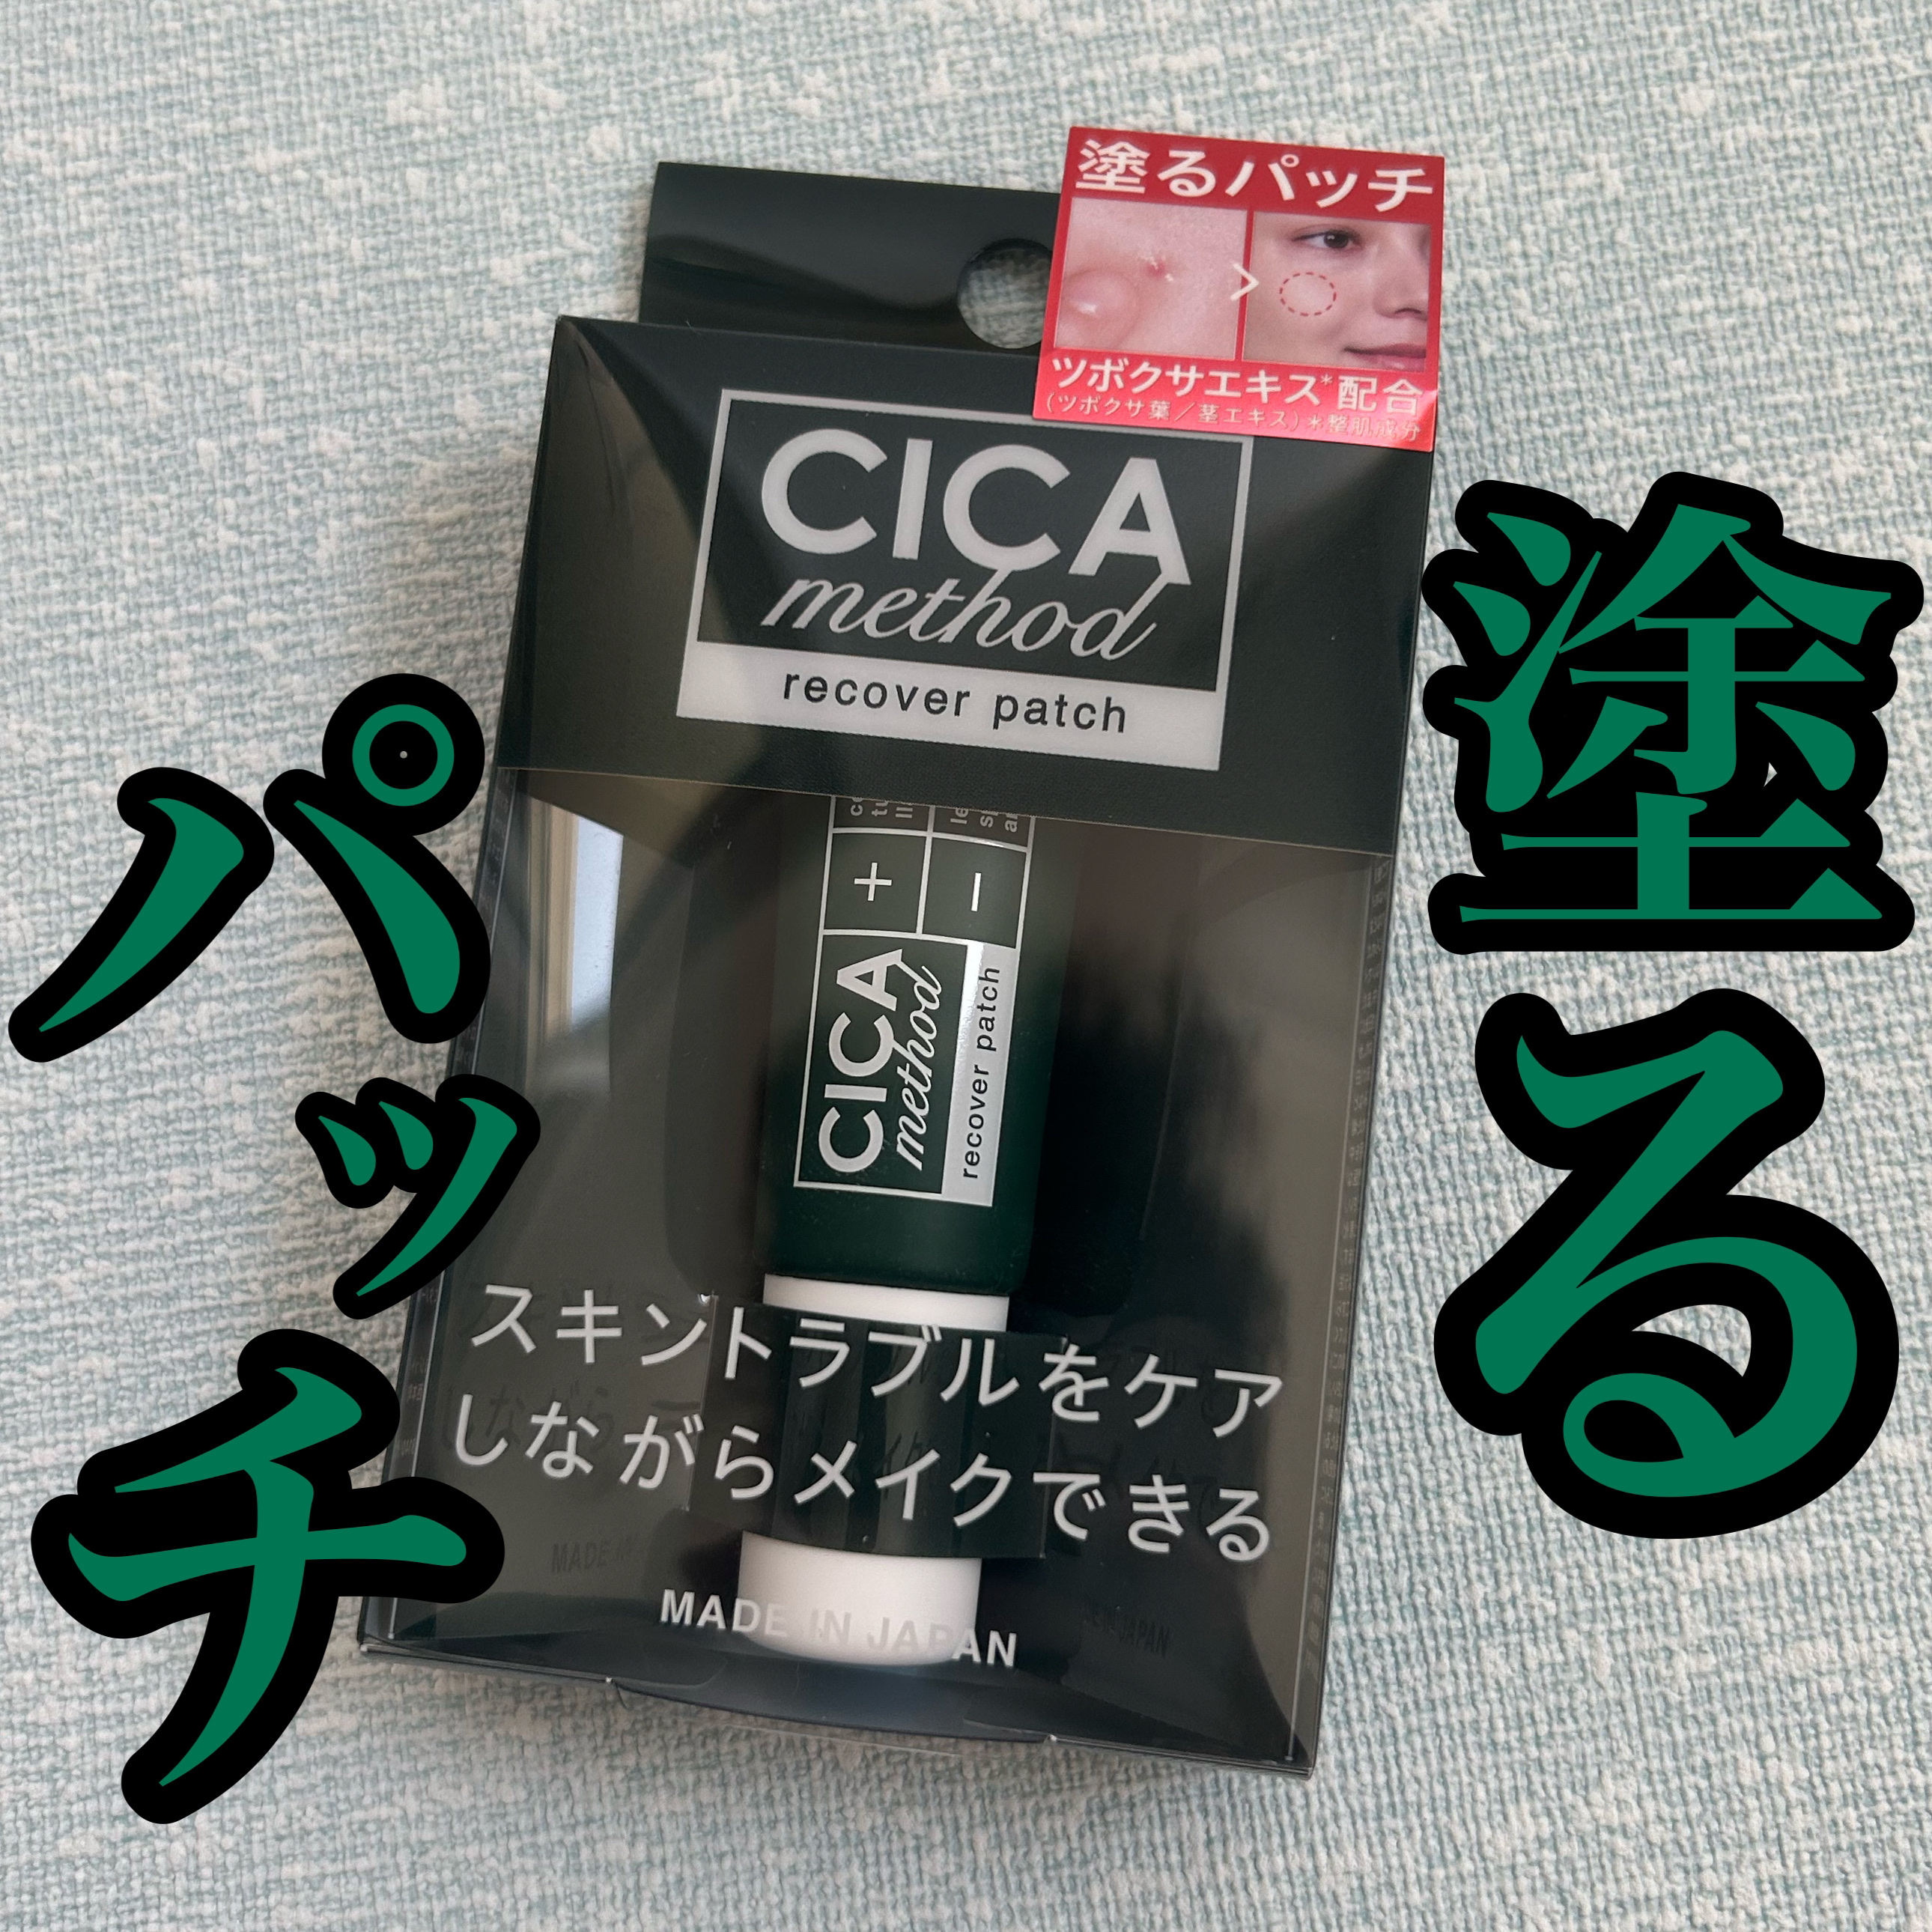 塗る
パッチ
塗るパッチ
ツボクサエキス*配合
(ツボクサ葉/茎エキス)*整肌成分
CICA
method
recover patch
+
−
CICA
method
recover patch
スキントラブルをケア
しながらメイクできる
MADE IN JAPAN